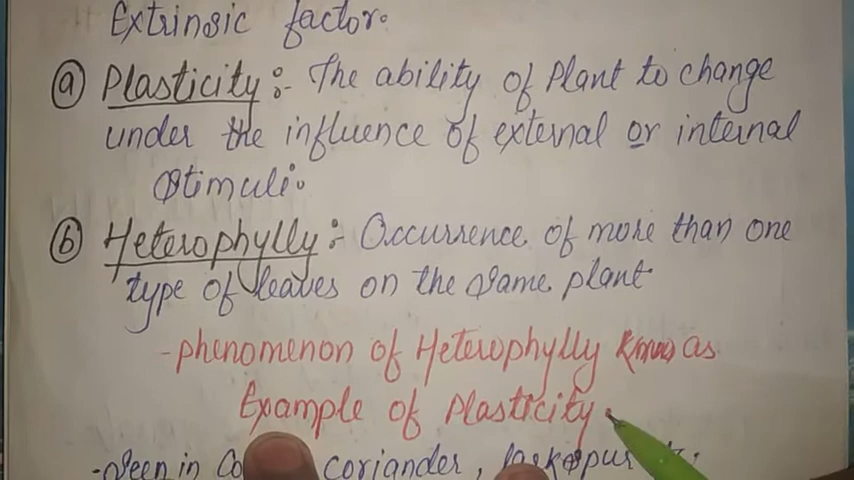 Extrinsic factor.
(a) Plasticity :- The ability of Plant to change
under the influence of external or internal
stimuli.
(b) Heterophylly :- Occurrence of more than one
type of leaves on the same plant
- phenomenon of Heterophylly known as
Example of Plasticity.
- Seen in coriander,